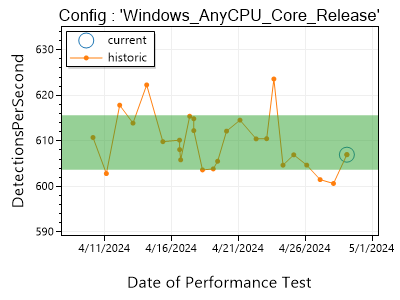 Config : 'Windows_AnyCPU_Core_Release'
current
historic
DetectionsPerSecond
630
620
610
600
590
4/11/2024
4/16/2024
4/21/2024
4/26/2024
5/1/2024
Date of Performance Test